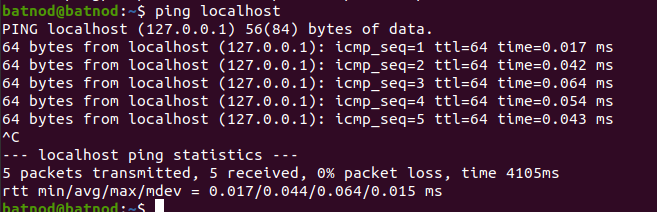 batnod@batnod:~$ ping localhost
PING localhost (127.0.0.1) 56(84) bytes of data.
64 bytes from localhost (127.0.0.1): icmp_seq=1 ttl=64 time=0.017 ms
64 bytes from localhost (127.0.0.1): icmp_seq=2 ttl=64 time=0.042 ms
64 bytes from localhost (127.0.0.1): icmp_seq=3 ttl=64 time=0.064 ms
64 bytes from localhost (127.0.0.1): icmp_seq=4 ttl=64 time=0.054 ms
64 bytes from localhost (127.0.0.1): icmp_seq=5 ttl=64 time=0.043 ms
^C
--- localhost ping statistics ---
5 packets transmitted, 5 received, 0% packet loss, time 4105ms
rtt min/avg/max/mdev = 0.017/0.044/0.064/0.015 ms
batnod@batnod:~$